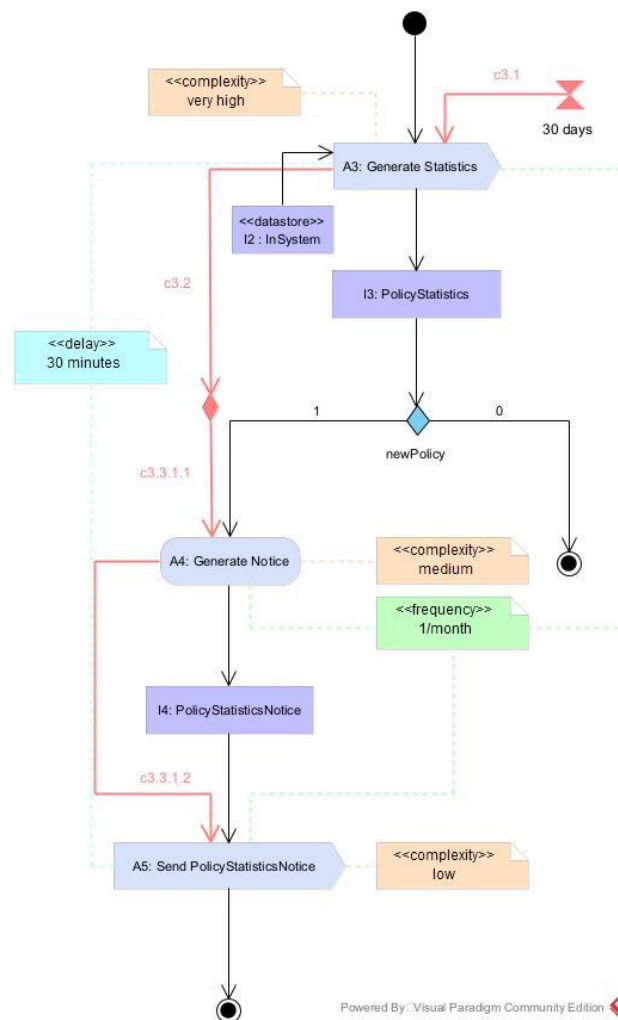 c3.1
<<complexity>>
very high
30 days
A3: Generate Statistics
<<datastore>>
I2 : InSystem
c3.2
I3: PolicyStatistics
<<delay>>
30 minutes
1
0
newPolicy
c3.3.1.1
<<complexity>>
medium
A4: Generate Notice
<<frequency>>
1/month
I4: PolicyStatisticsNotice
c3.3.1.2
<<complexity>>
low
A5: Send PolicyStatisticsNotice
Powered By Visual Paradigm Community Edition